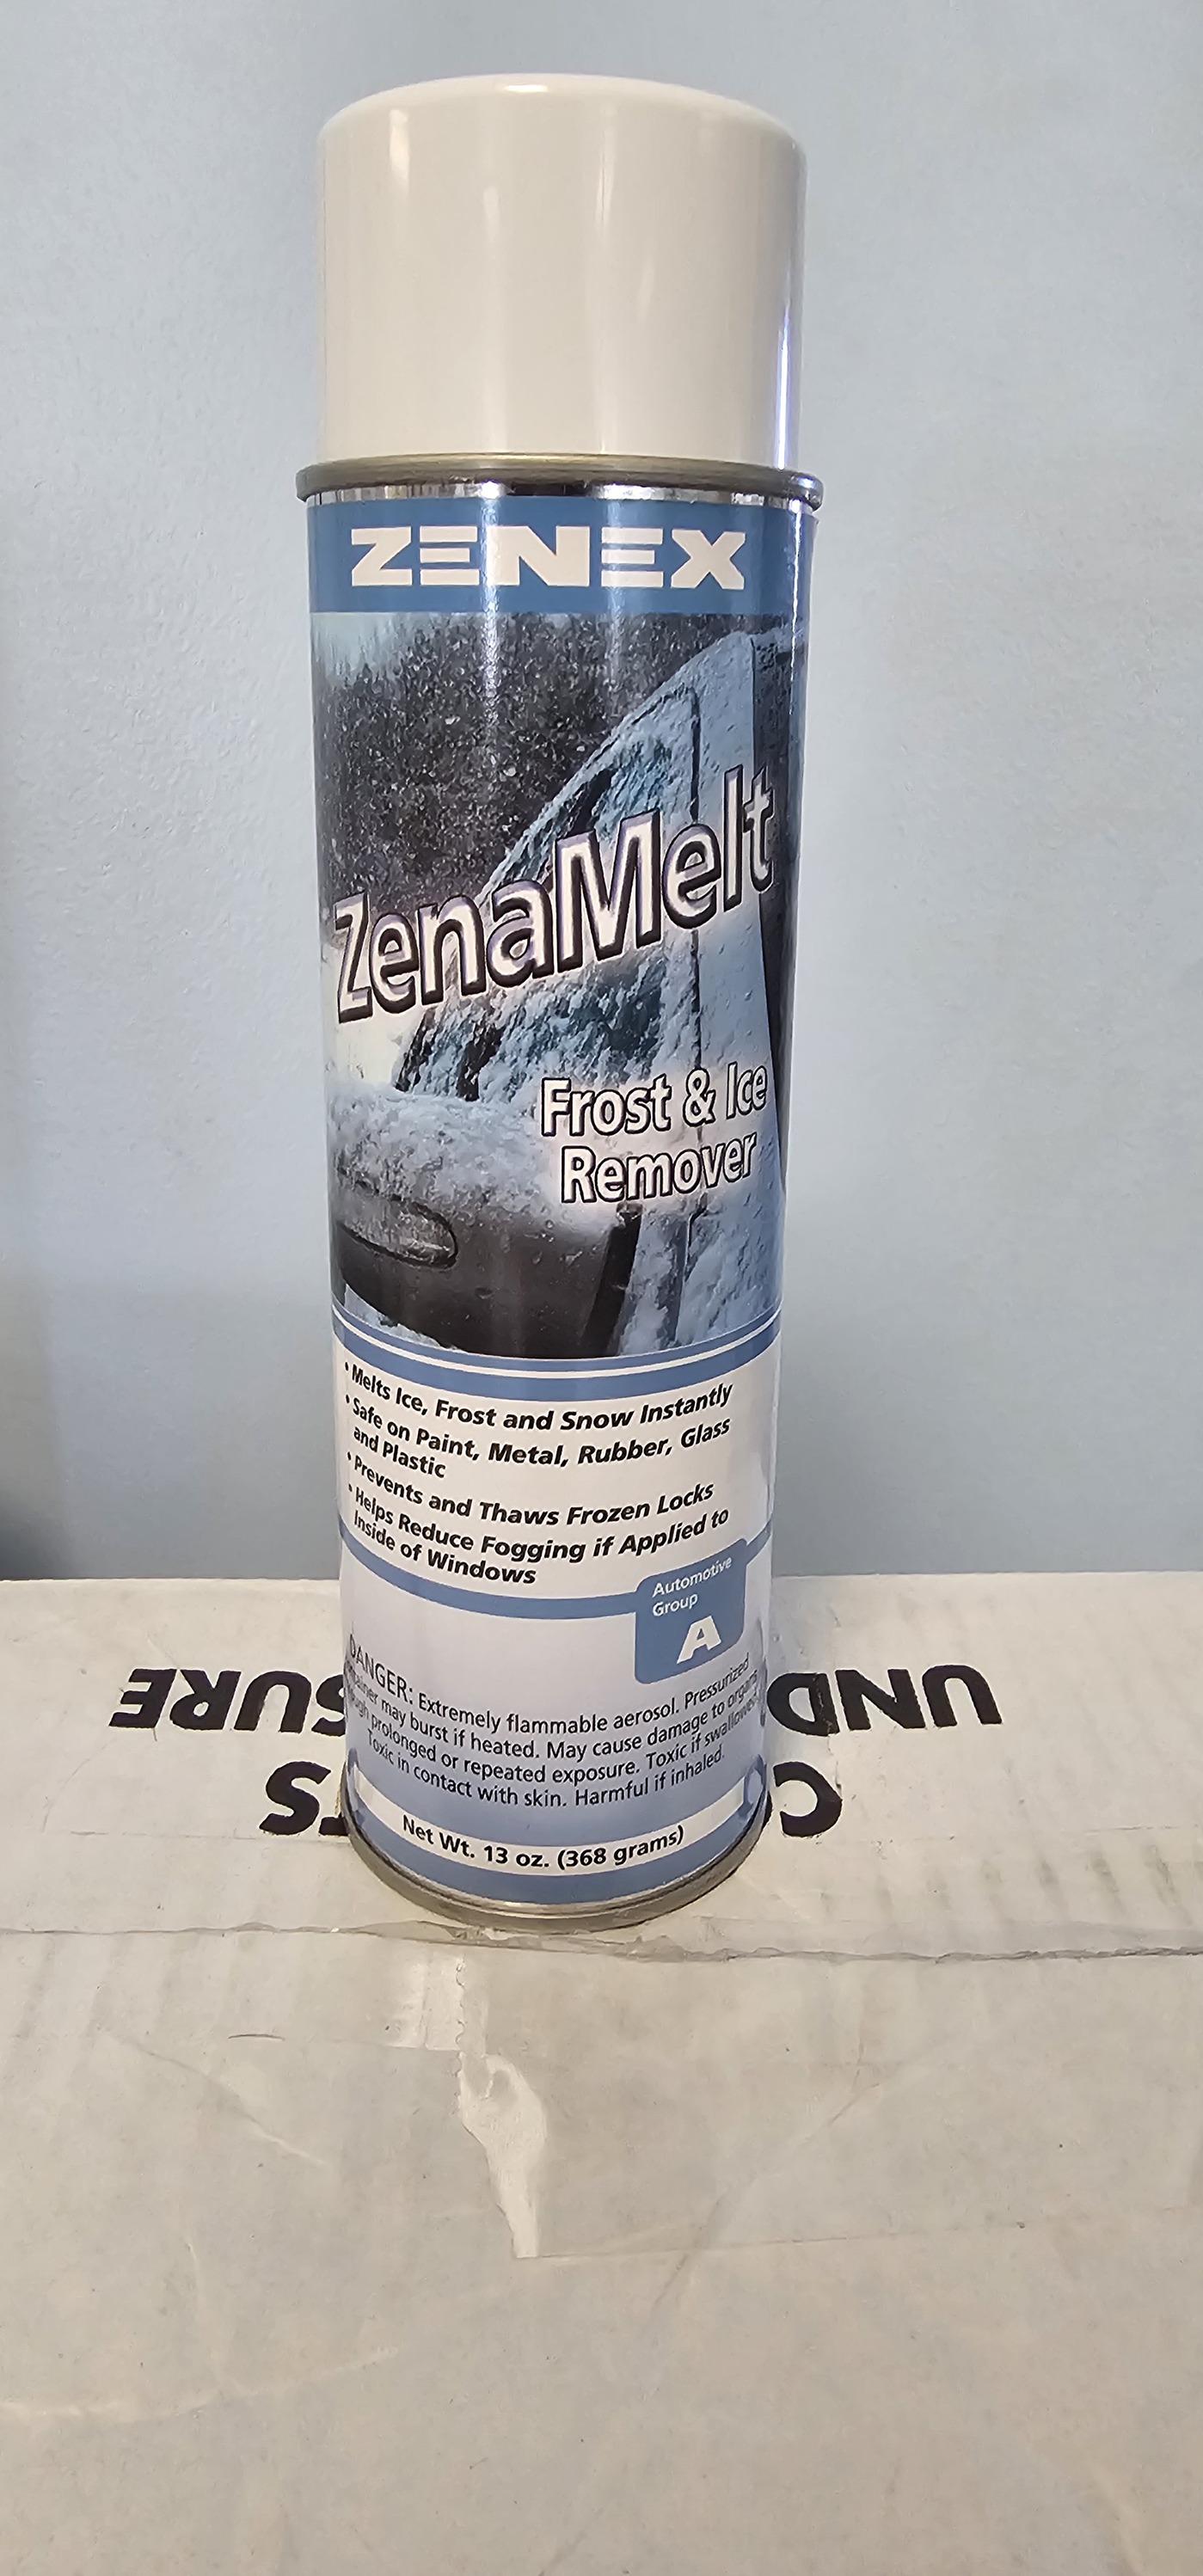 ZENEX
ZenaMelt
Frost & Ice
Remover
• Melts Ice, Frost and Snow Instantly
• Safe on Paint, Metal, Rubber, Glass
and Plastic
• Prevents and Thaws Frozen Locks
• Helps Reduce Fogging if Applied to
Inside of Windows
Automotive
Group
A
DANGER: Extremely flammable aerosol. Pressurized
may burst if heated. May cause damage to organs
prolonged or repeated exposure. Toxic if swallowed.
Toxic in contact with skin. Harmful if inhaled.
Net Wt. 13 oz. (368 grams)